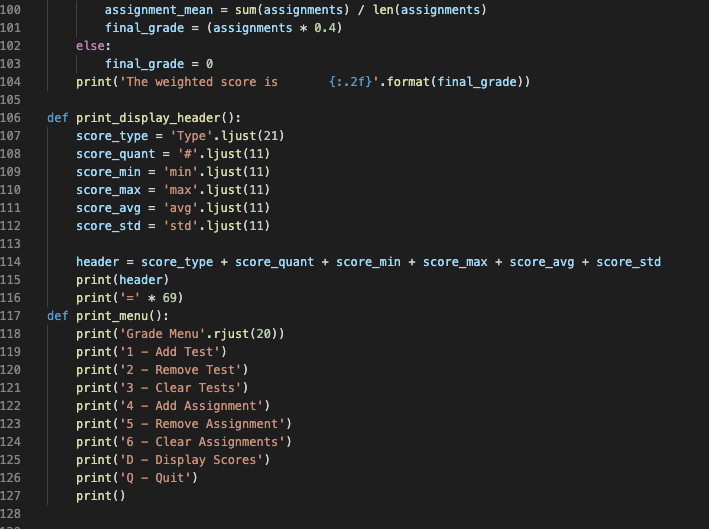 100 assignment_mean = sum(assignments) / len(assignments)
101 final_grade = (assignments * 0.4)
102 else:
103 final_grade = 0
104 print('The weighted score is       {:.2f}'.format(final_grade))
105
106 def print_display_header():
107 score_type = 'Type'.ljust(21)
108 score_quant = '#'.ljust(11)
109 score_min = 'min'.ljust(11)
110 score_max = 'max'.ljust(11)
111 score_avg = 'avg'.ljust(11)
112 score_std = 'std'.ljust(11)
113
114 header = score_type + score_quant + score_min + score_max + score_avg + score_std
115 print(header)
116 print('=' * 69)
117 def print_menu():
118 print('Grade Menu'.rjust(20))
119 print('1 - Add Test')
120 print('2 - Remove Test')
121 print('3 - Clear Tests')
122 print('4 - Add Assignment')
123 print('5 - Remove Assignment')
124 print('6 - Clear Assignments')
125 print('D - Display Scores')
126 print('Q - Quit')
127 print()
128